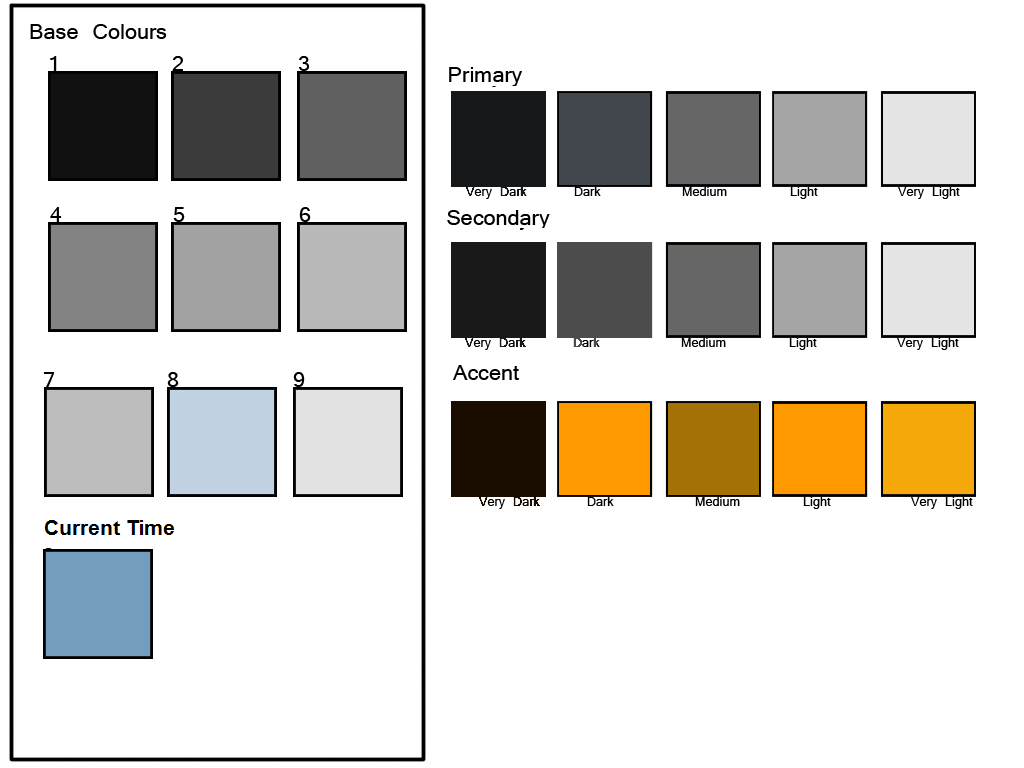 Base Colours
1 2 3
4 5 6
7 8 9
Current Time
Primary
Very Dark Dark Medium Light Very Light
Secondary
Very Dark Dark Medium Light Very Light
Accent
Very Dark Dark Medium Light Very Light